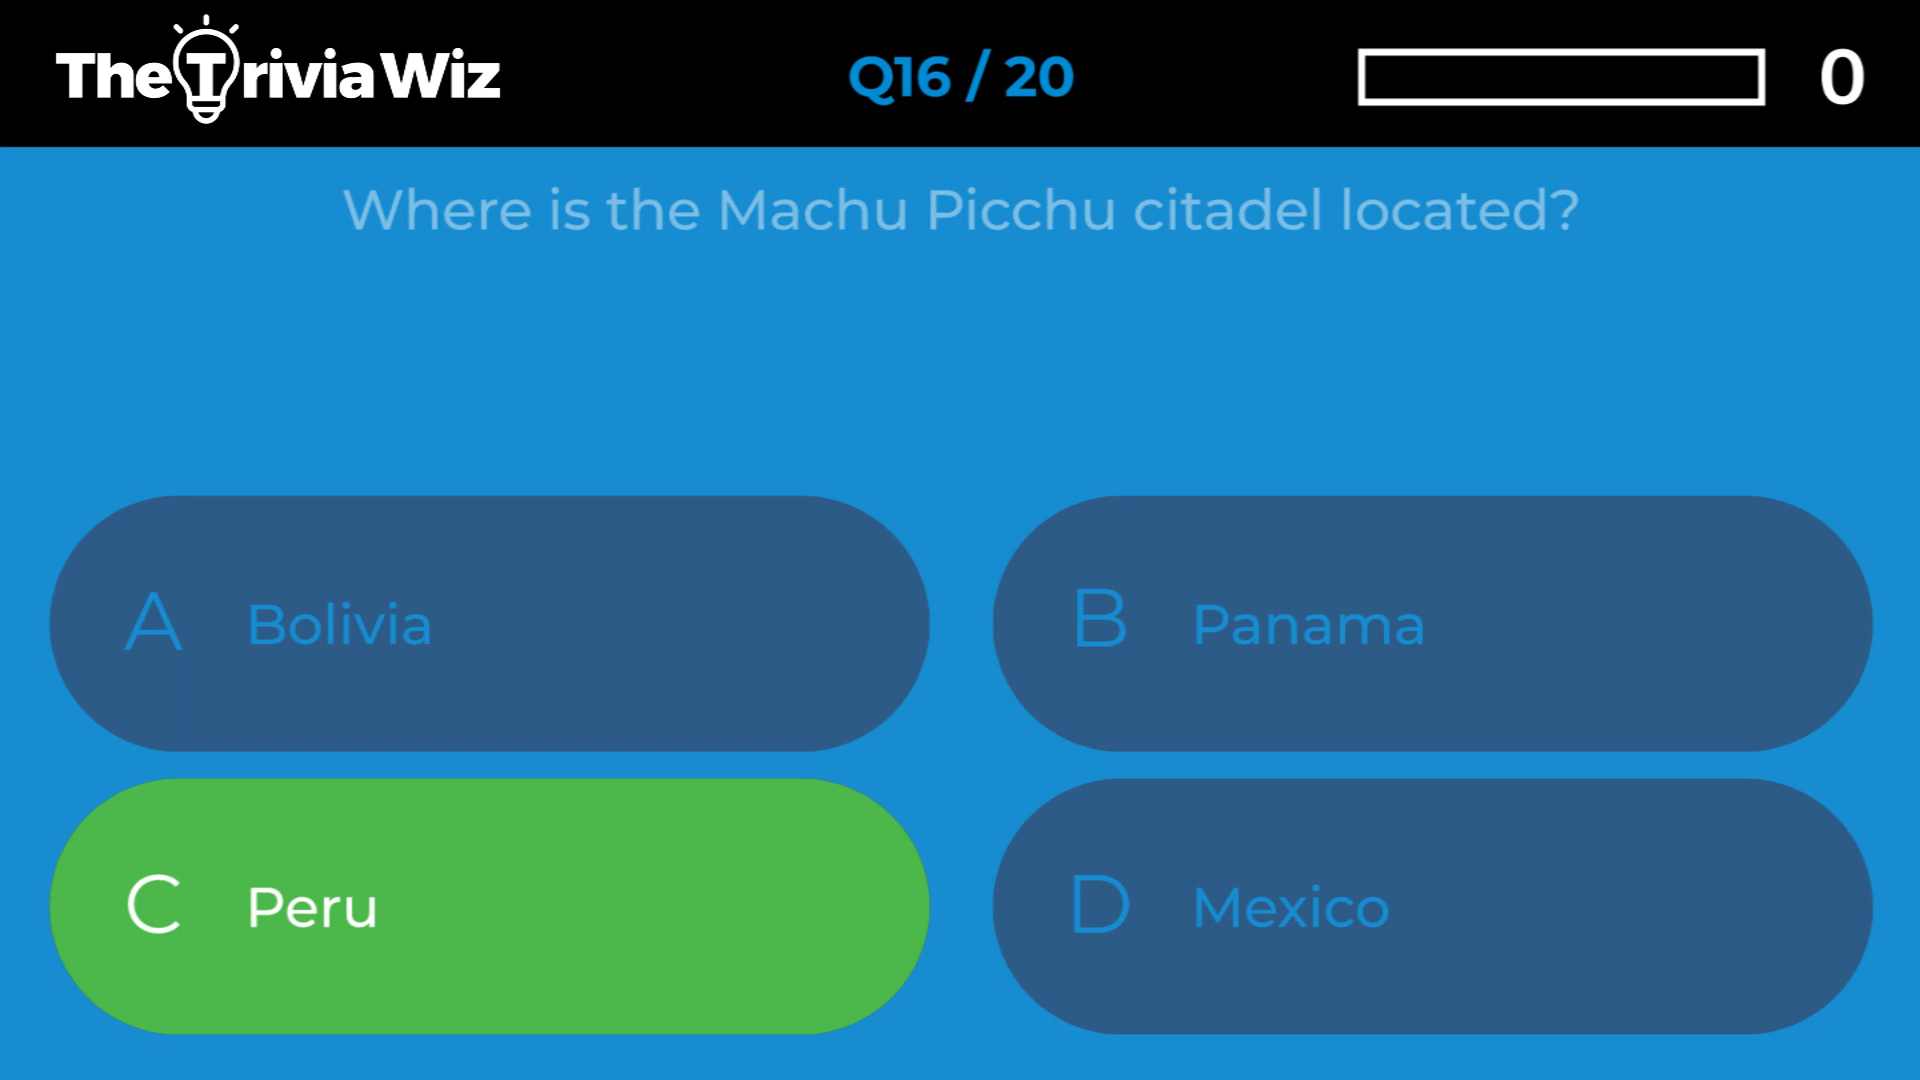 TheTriviaWiz
Q16 / 20
0
Where is the Machu Picchu citadel located?
A Bolivia
B Panama
C Peru
D Mexico